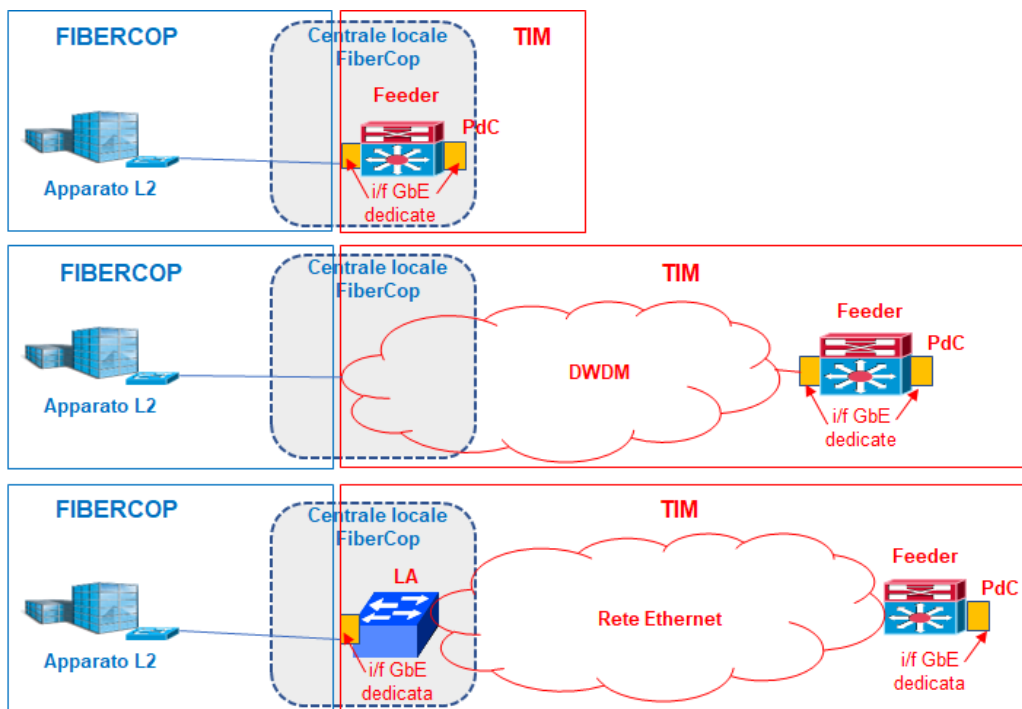 FIBERCOP
Centrale locale
FiberCop
TIM
Feeder
PdC
Apparato L2
i/f GbE
dedicate
FIBERCOP
Centrale locale
FiberCop
TIM
Feeder
PdC
DWDM
Apparato L2
i/f GbE
dedicate
FIBERCOP
Centrale locale
FiberCop
TIM
Feeder
LA
PdC
Rete Ethernet
Apparato L2
i/f GbE
dedicata
i/f GbE
dedicata